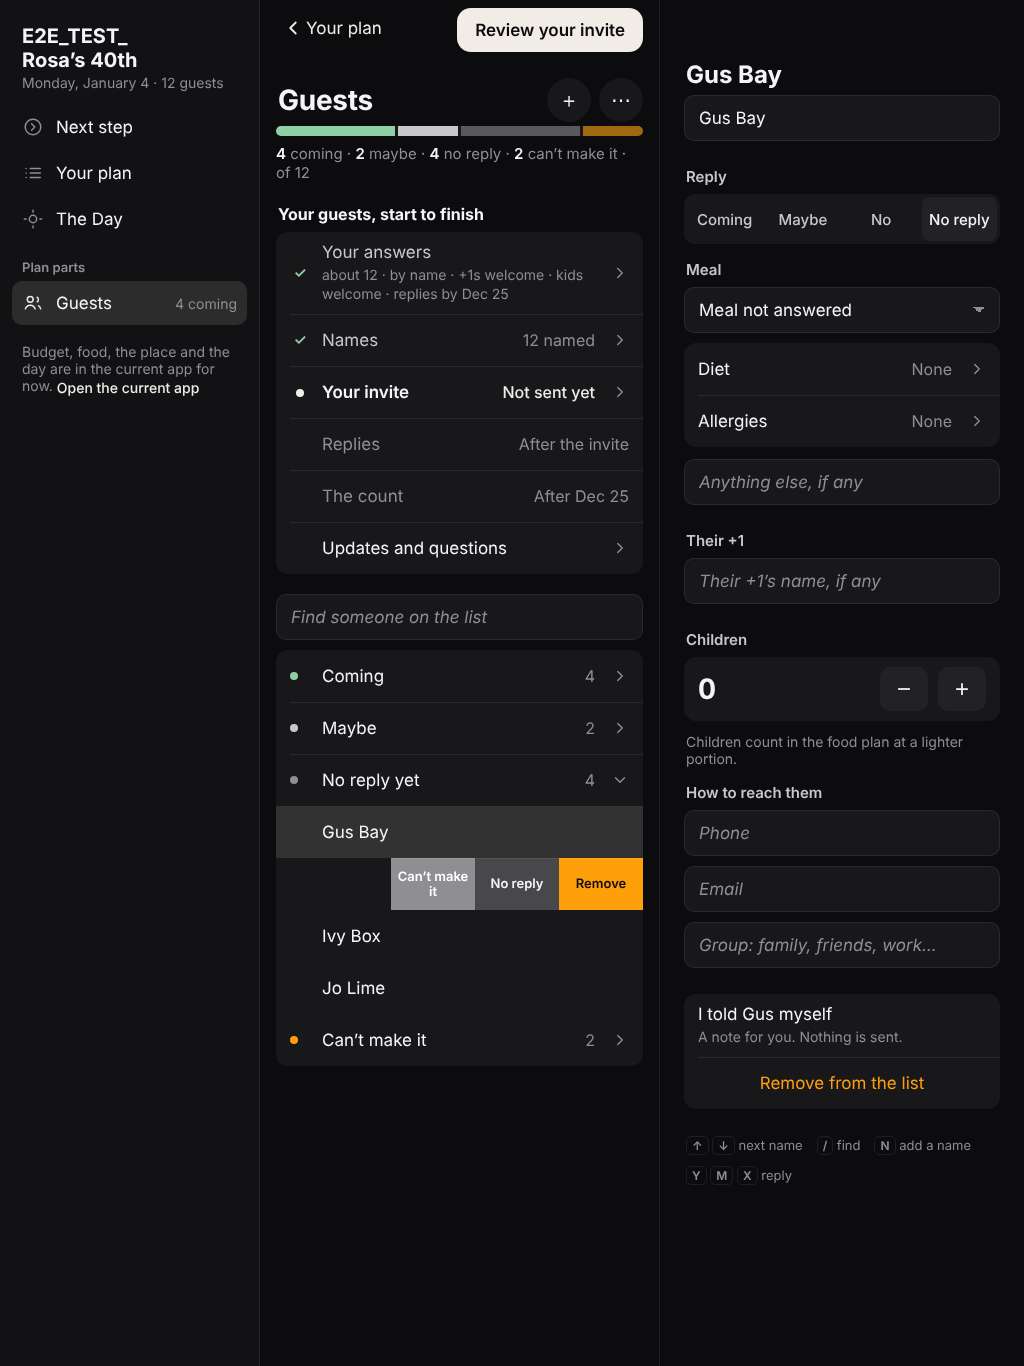 E2E_TEST_
Rosa’s 40th
Monday, January 4 · 12 guests
Next step
Your plan
The Day
Plan parts
Guests 4 coming
Budget, food, the place and the
day are in the current app for
now. Open the current app
Your plan
Review your invite
Guests
+ ···
4 coming · 2 maybe · 4 no reply · 2 can’t make it ·
of 12
Your guests, start to finish
Your answers
about 12 · by name · +1s welcome · kids
welcome · replies by Dec 25
Names 12 named
Your invite Not sent yet
Replies After the invite
The count After Dec 25
Updates and questions
Find someone on the list
Coming 4
Maybe 2
No reply yet 4
Gus Bay
Can’t make
it
No reply
Remove
Ivy Box
Jo Lime
Can’t make it 2
Gus Bay
Gus Bay
Reply
Coming Maybe No No reply
Meal
Meal not answered
Diet None
Allergies None
Anything else, if any
Their +1
Their +1’s name, if any
Children
0 − +
Children count in the food plan at a lighter
portion.
How to reach them
Phone
Email
Group: family, friends, work...
I told Gus myself
A note for you. Nothing is sent.
Remove from the list
↑ ↓ next name / find N add a name
Y M X reply